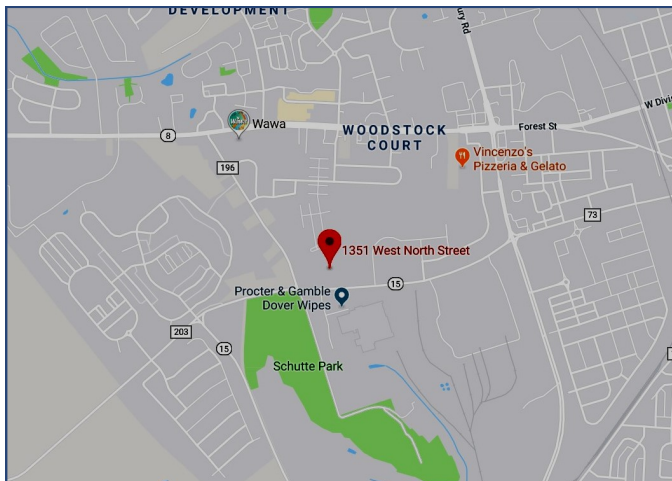 DEVELOPMENT
Wawa
8
WOODSTOCK
COURT
Forest St
Vincenzo's
Pizzeria & Gelato
196
73
1351 West North Street
Procter & Gamble
Dover Wipes
15
203
15
Schutte Park